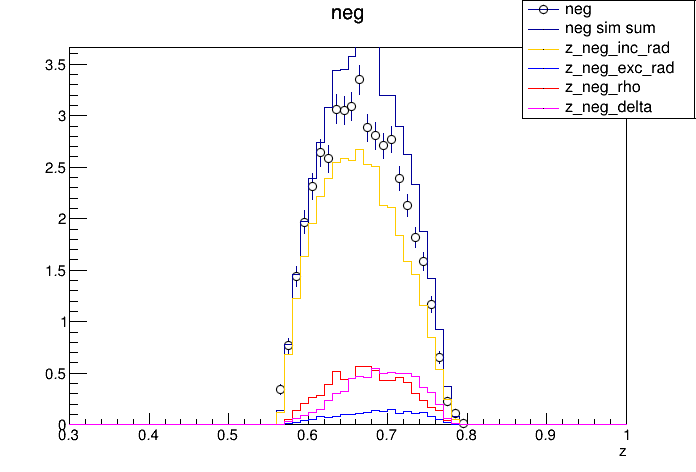 neg
neg
neg sim sum
z_neg_inc_rad
z_neg_exc_rad
z_neg_rho
z_neg_delta
3.5
3
2.5
2
1.5
1
0.5
0
0.3 0.4 0.5 0.6 0.7 0.8 0.9 1
z